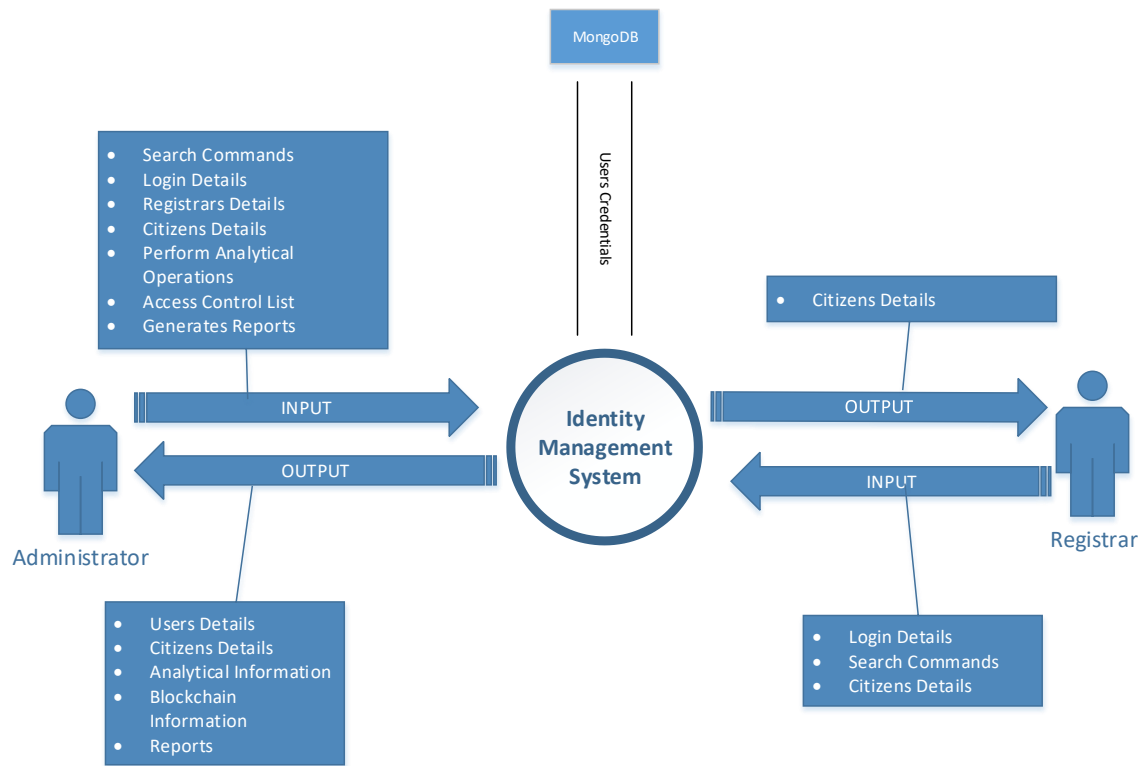 MongoDB
Users Credentials
• Search Commands
• Login Details
• Registrars Details
• Citizens Details
• Perform Analytical
Operations
• Access Control List
• Generates Reports
• Citizens Details
INPUT
OUTPUT
Identity
Management
System
OUTPUT
INPUT
Administrator
Registrar
• Users Details
• Citizens Details
• Analytical Information
• Blockchain
Information
• Reports
• Login Details
• Search Commands
• Citizens Details